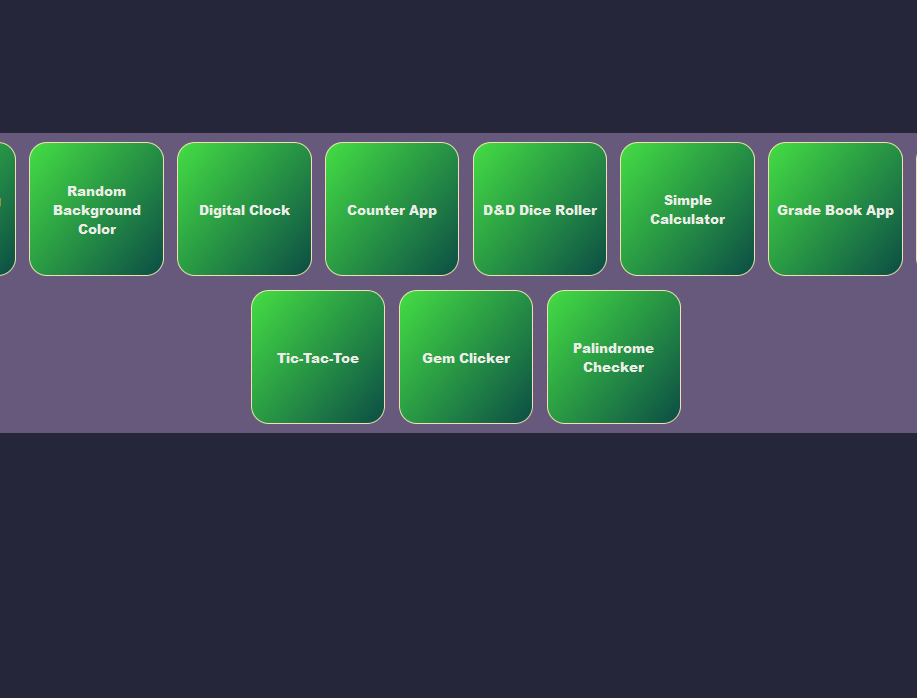 Random
Background
Color
Digital Clock
Counter App
D&D Dice Roller
Simple
Calculator
Grade Book App
Tic-Tac-Toe
Gem Clicker
Palindrome
Checker